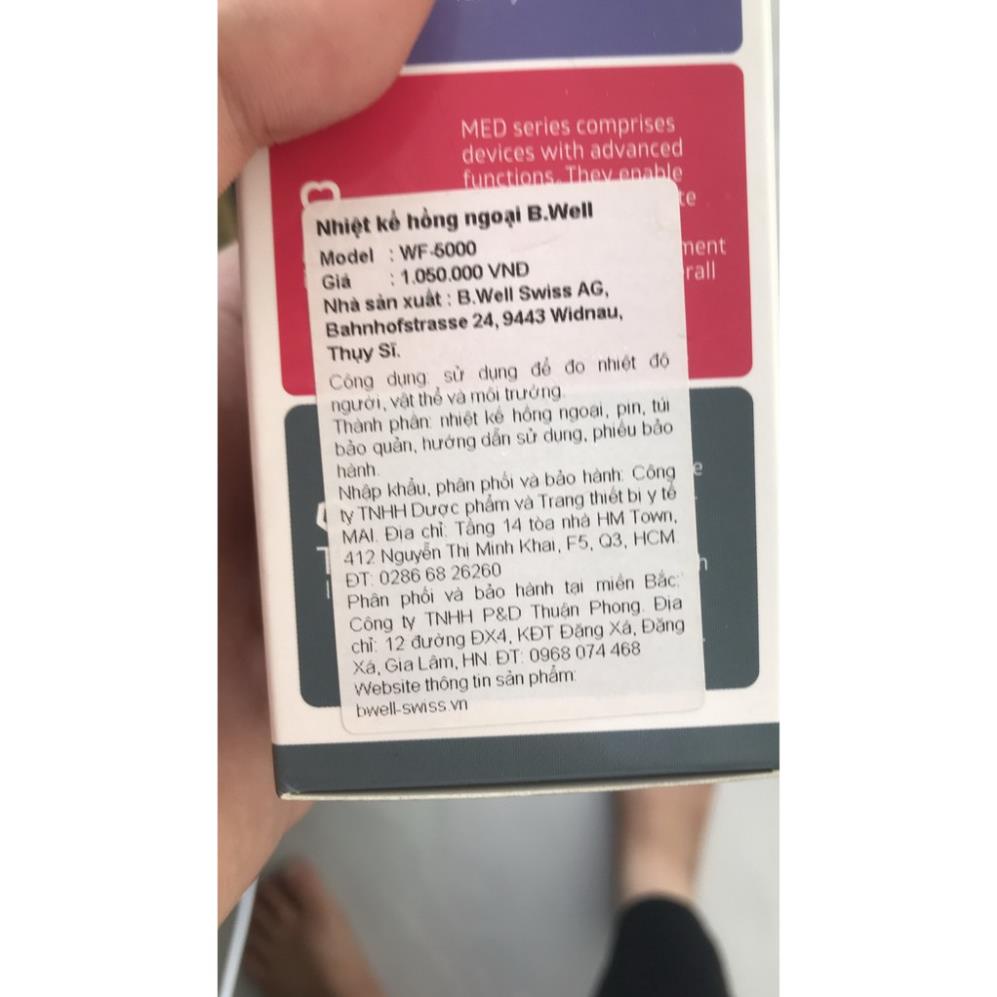 MED series comprises
devices with advanced
functions. They enable
te
ment
rall
Nhiệt kế hồng ngoại B.Well
Model : WF-5000
Giá : 1.050.000 VND
Nhà sản xuất : B.Well Swiss AG,
Bahnhofstrasse 24, 9443 Widnau,
Thụy Sĩ.
Công dụng: sử dụng để đo nhiệt độ
người, vật thể và môi trường.
Thành phần: nhiệt kế hồng ngoại, pin, túi
bảo quản, hướng dẫn sử dụng, phiếu bảo
hành.
Nhập khẩu, phân phối và bảo hành: Công
ty TNHH Dược phẩm và Trang thiết bị y tế
MAI. Địa chỉ: Tầng 14 tòa nhà HM Town,
412 Nguyễn Thị Minh Khai, F5, Q3, HCM.
ĐT: 0286 68 26260
Phân phối và bảo hành tại miền Bắc:
Công ty TNHH P&D Thuận Phong. Địa
chỉ: 12 đường ĐX4, KĐT Đặng Xá, Đặng
Xá, Gia Lâm, HN. ĐT: 0968 074 468
Website thông tin sản phẩm:
bwell-swiss.vn